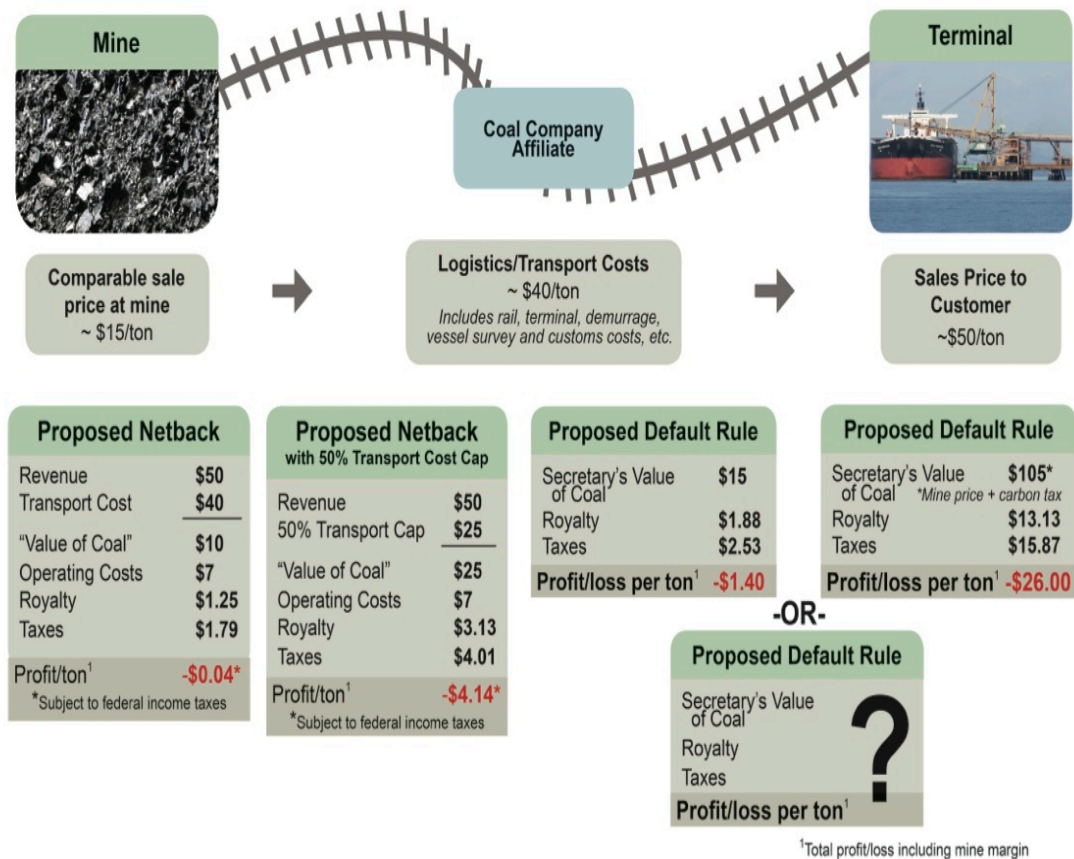 Mine
Terminal
Coal Company
Affiliate
Comparable sale
price at mine
~ $15/ton
Logistics/Transport Costs
~ $40/ton
Includes rail, terminal, demurrage,
vessel survey and customs costs, etc.
Sales Price to
Customer
~$50/ton
Proposed Netback
Revenue $50
Transport Cost $40
“Value of Coal” $10
Operating Costs $7
Royalty $1.25
Taxes $1.79
Profit/ton1 -$0.04*
*Subject to federal income taxes
Proposed Netback
with 50% Transport Cost Cap
Revenue $50
50% Transport Cap $25
“Value of Coal” $25
Operating Costs $7
Royalty $3.13
Taxes $4.01
Profit/ton1 -$4.14*
*Subject to federal income taxes
Proposed Default Rule
Secretary’s Value $15
of Coal
Royalty $1.88
Taxes $2.53
Profit/loss per ton1 -$1.40
Proposed Default Rule
Secretary’s Value $105*
of Coal *Mine price + carbon tax
Royalty $13.13
Taxes $15.87
Profit/loss per ton1 -$26.00
-OR-
Proposed Default Rule
Secretary’s Value
of Coal
Royalty
Taxes
?
Profit/loss per ton1
1Total profit/loss including mine margin